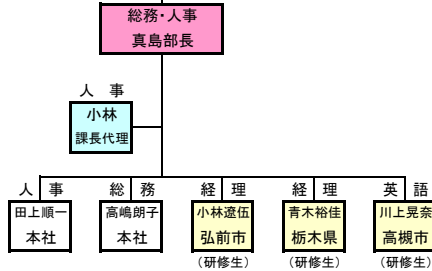 総務・人事
真島部長
人 事
小林
課長代理
人 事
田上順一
本社
総 務
高嶋朗子
本社
経 理
小林遼伍
弘前市
(研修生)
経 理
青木裕佳
栃木県
(研修生)
英 語
川上晃奈
高槻市
(研修生)